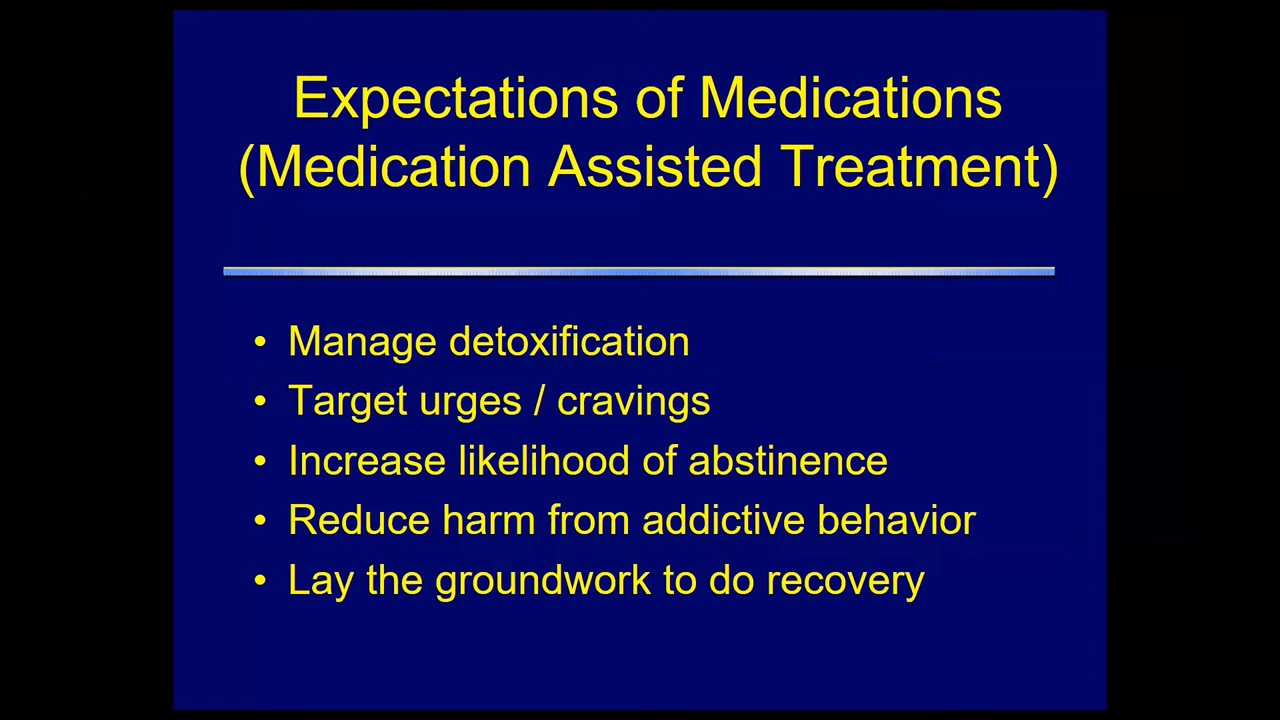 Expectations of Medications
(Medication Assisted Treatment)
• Manage detoxification
• Target urges / cravings
• Increase likelihood of abstinence
• Reduce harm from addictive behavior
• Lay the groundwork to do recovery